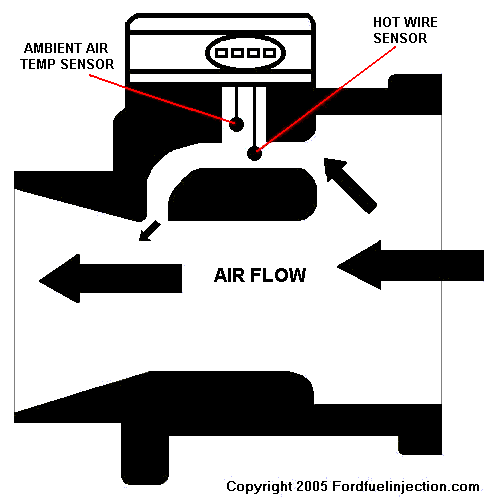 AMBIENT AIR
TEMP SENSOR
HOT WIRE
SENSOR
AIR FLOW
Copyright 2005 Fordfuelinjection.com